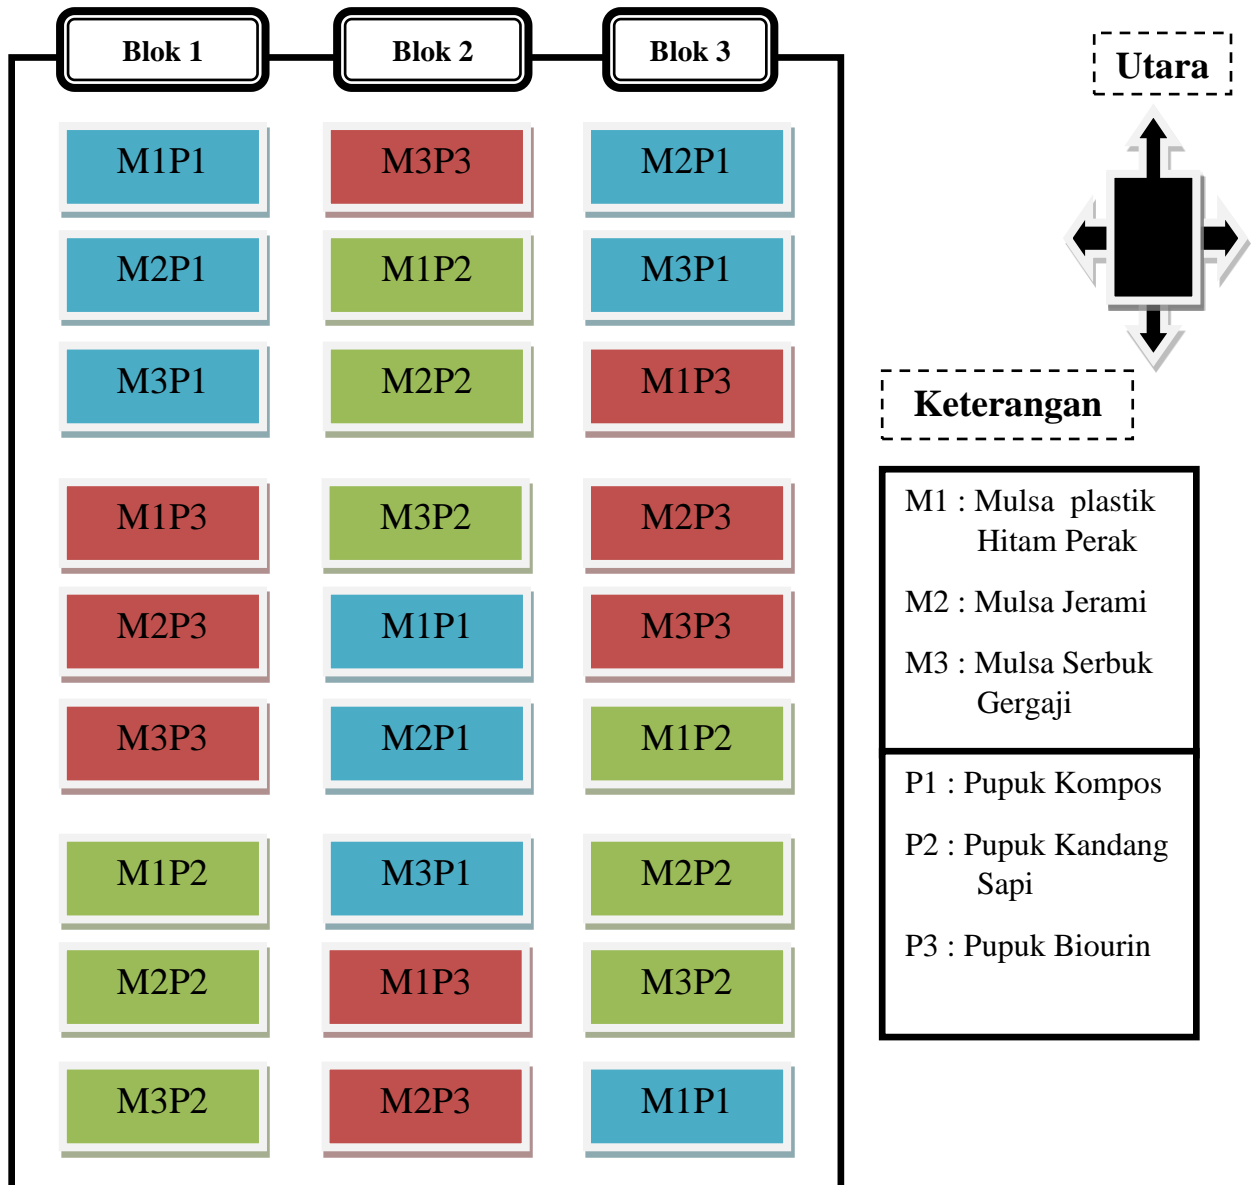 Blok 1 Blok 2 Blok 3
Utara
M1P1 M3P3 M2P1
M2P1 M1P2 M3P1
M3P1 M2P2 M1P3
M1P3 M3P2 M2P3
M2P3 M1P1 M3P3
M3P3 M2P1 M1P2
M1P2 M3P1 M2P2
M2P2 M1P3 M3P2
M3P2 M2P3 M1P1
Keterangan
M1 : Mulsa plastik
Hitam Perak
M2 : Mulsa Jerami
M3 : Mulsa Serbuk
Gergaji
P1 : Pupuk Kompos
P2 : Pupuk Kandang
Sapi
P3 : Pupuk Biourin